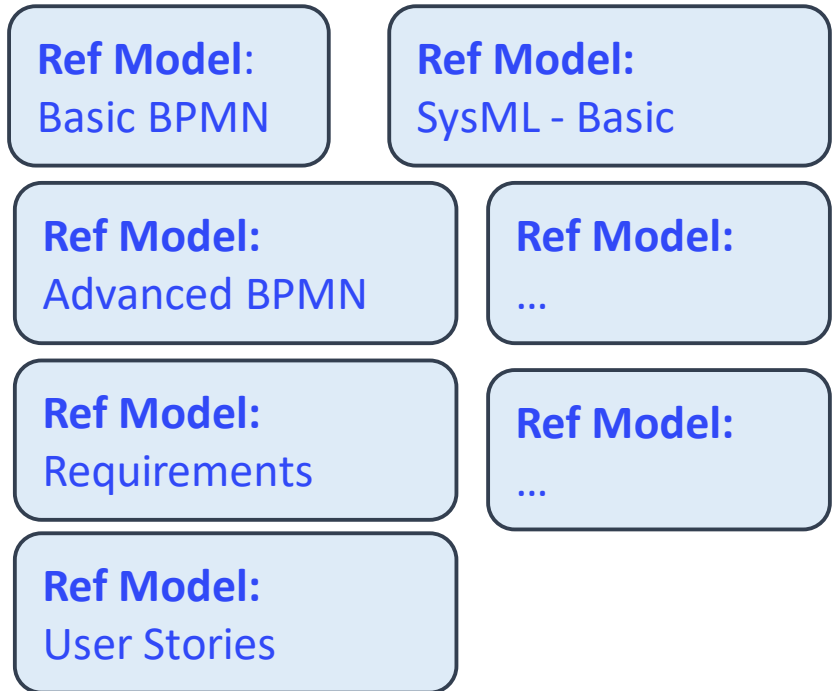 Ref Model:
Basic BPMN
Ref Model:
SysML - Basic
Ref Model:
Advanced BPMN
Ref Model:
...
Ref Model:
Requirements
Ref Model:
...
Ref Model:
User Stories